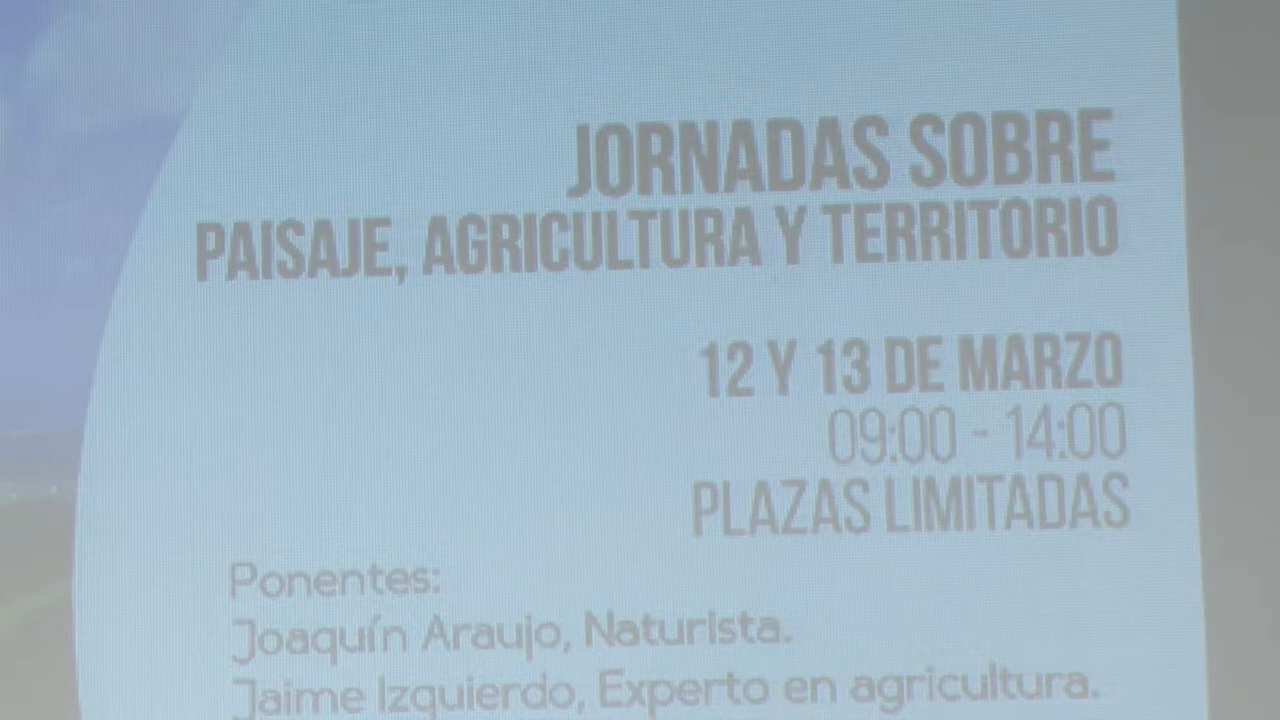 JORNADAS SOBRE
PAISAJE, AGRICULTURA Y TERRITORIO
12 Y 13 DE MARZO
09:00 - 14:00
PLAZAS LIMITADAS
Ponentes:
Joaquín Araujo, Naturista.
Jaime Izquierdo, Experto en agricultura.